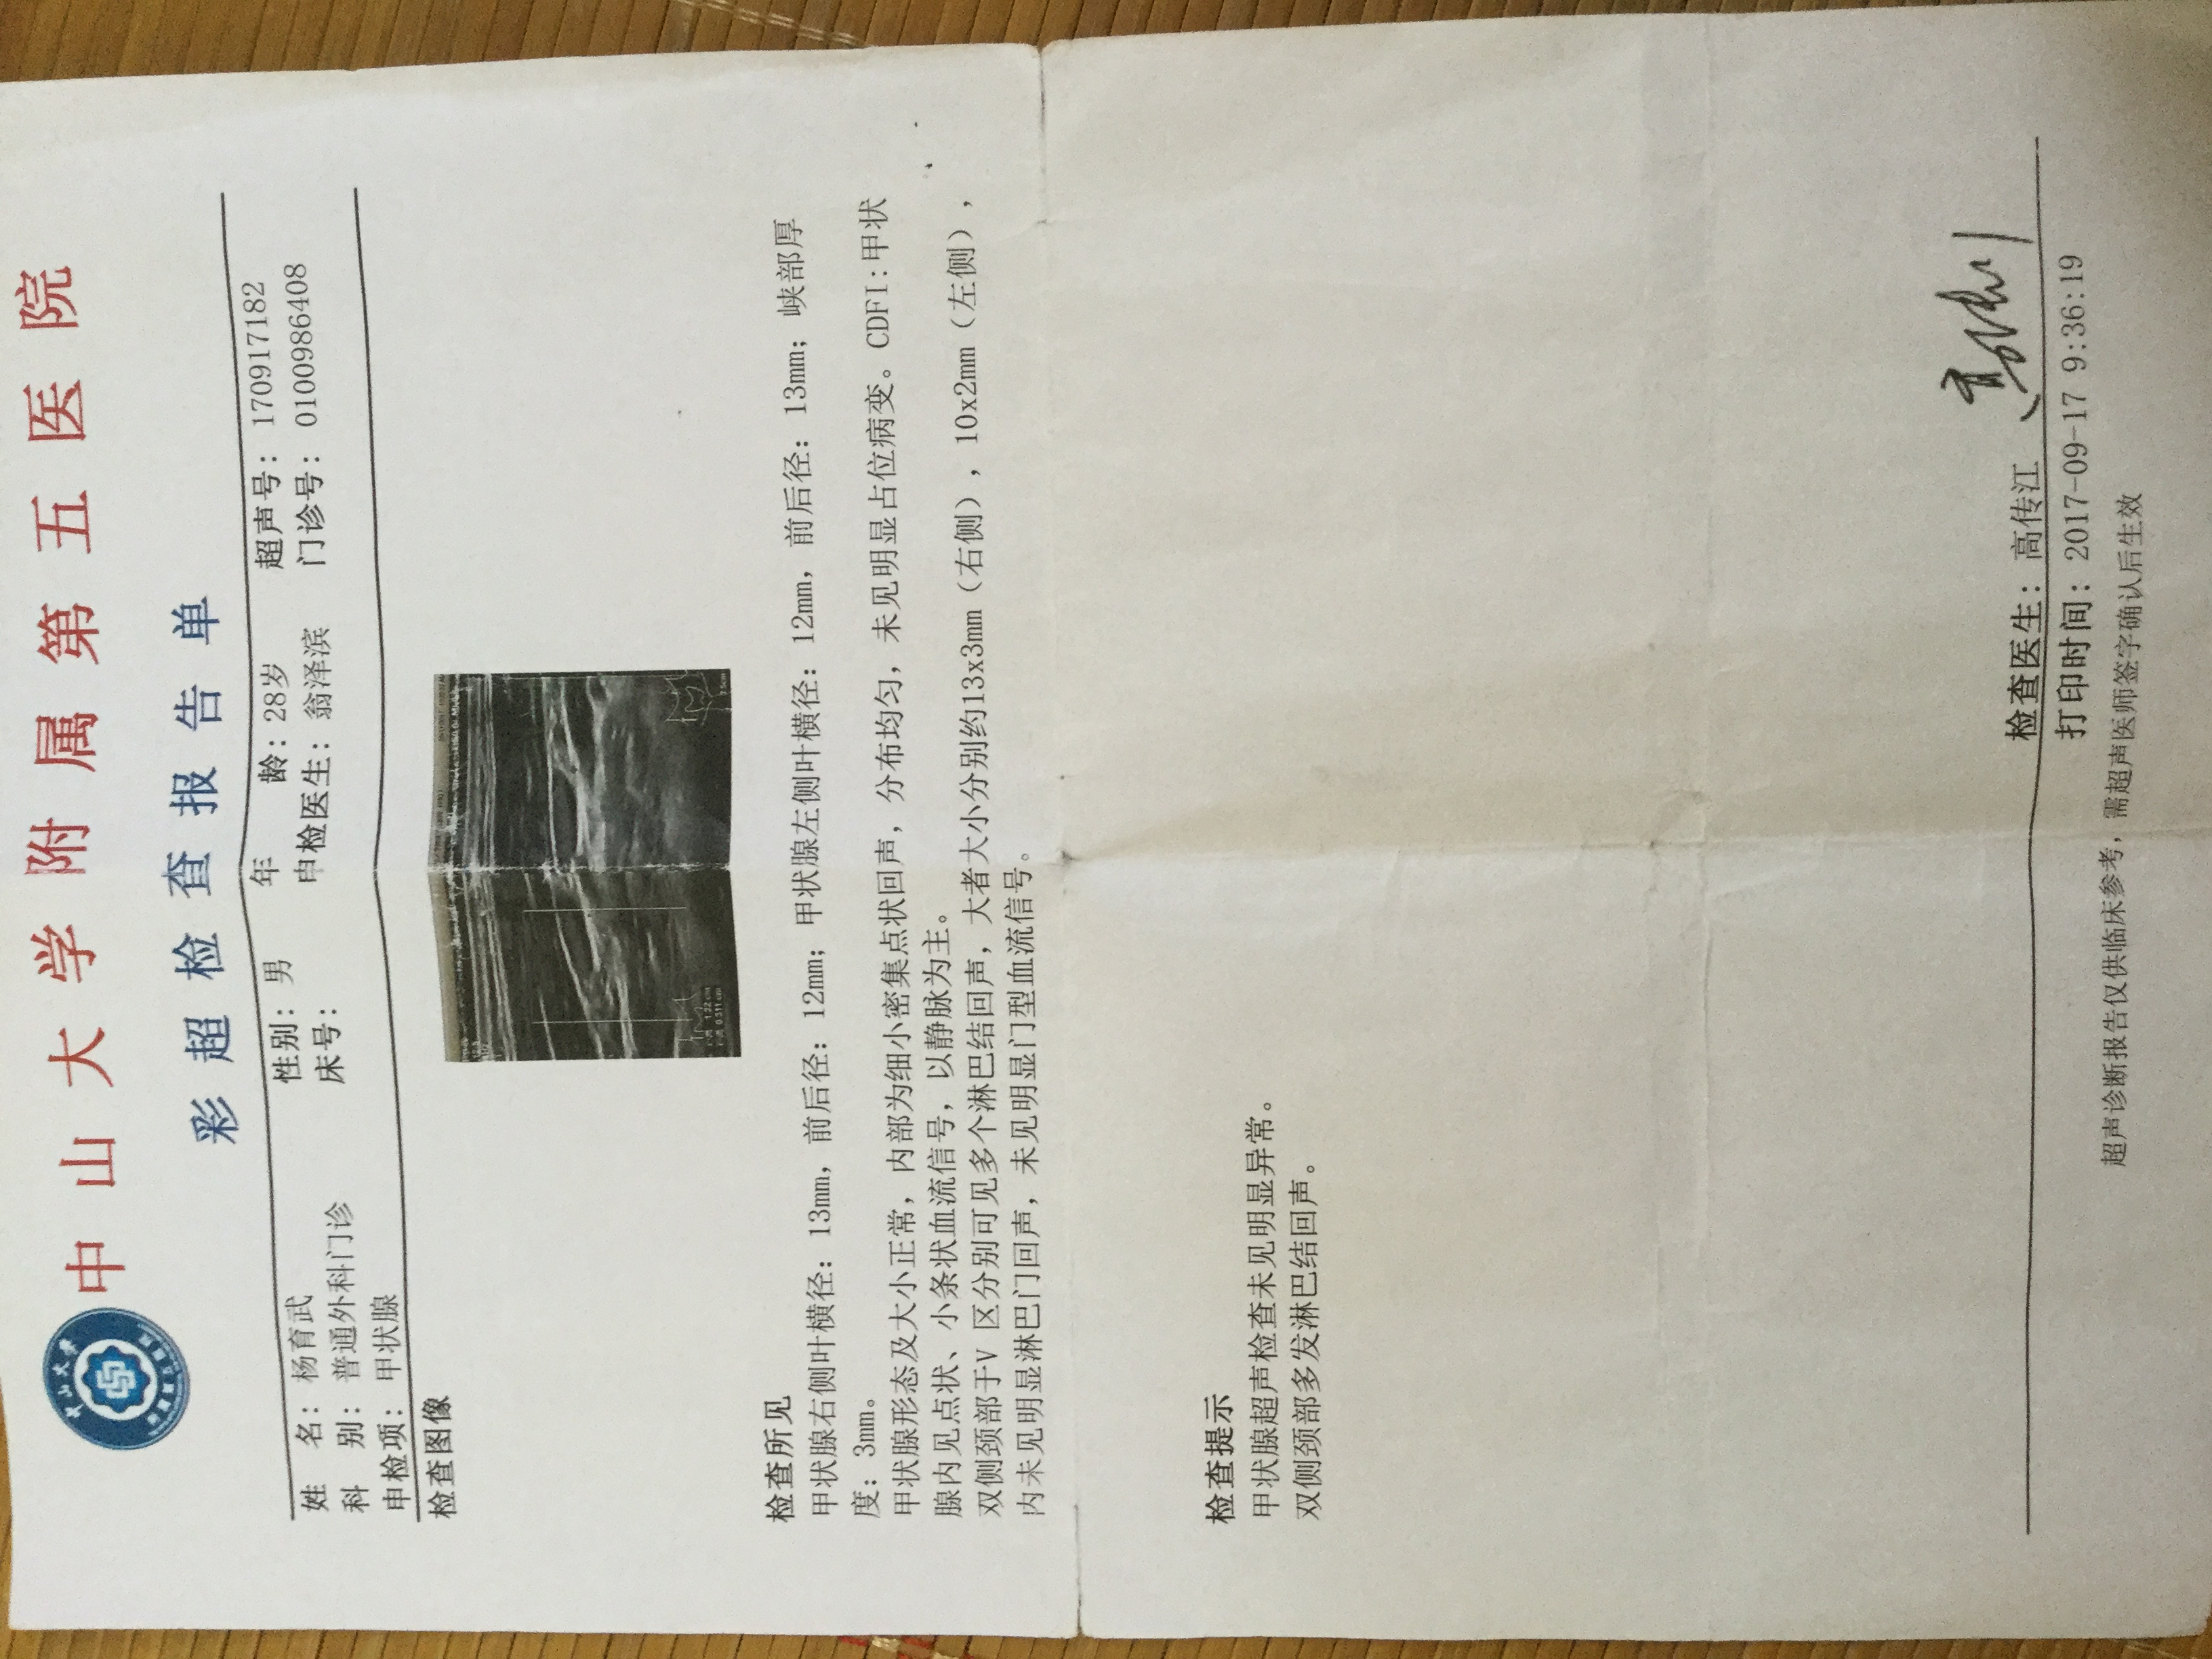 中山大学附属第五医院
彩超检查报告单
姓 名: 杨育武 性别: 男 年 龄: 28岁 超声号: 170917182
科 别: 普通外科门诊 床号: 申检医生: 翁泽滨 门诊号: 01009864​08
申检项: 甲状腺
检查图像
检查所见
甲状腺右侧叶横径: 13mm, 前后径: 12mm; 甲状腺左侧叶横径: 12mm, 前后径: 13mm; 峡部厚
度: 3mm。
甲状腺形态及大小正常, 内部为细小密集点状回声, 分布均匀, 未见明显占位病变。CDFI:甲状
腺内见点状、小条状血流信号, 以静脉为主。
双侧颈部于V 区分别可见多个淋巴结回声, 大者大小分别约13x3mm (右侧), 10x2mm (左侧),
内未见明显淋巴门回声, 未见明显门型血流信号。
检查提示
甲状腺超声检查未见明显异常。
双侧颈部多发淋巴结回声。
检查医生: 高传江
打印时间: 2017-09-17 9:36:19
超声诊断报告仅供临床参考, 需超声医师签字确认后生效